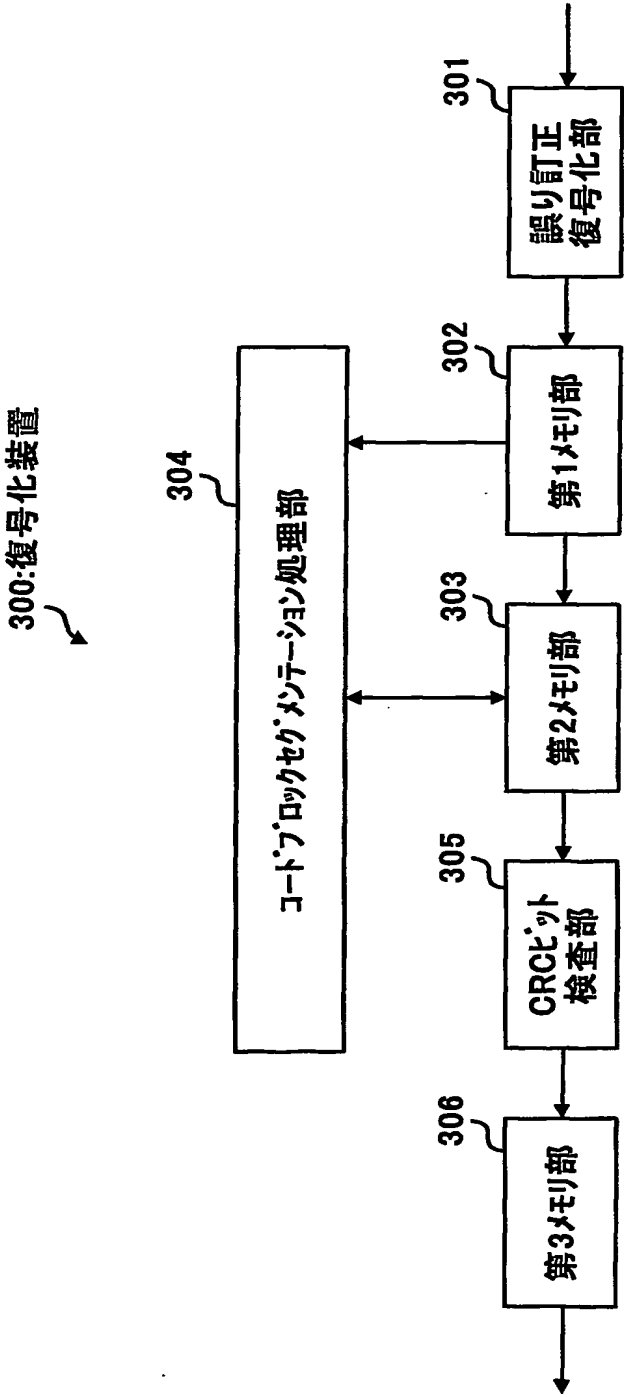 300:復号化装置
304
コードブロックセグメンテーション処理部
306
第3メモリ部
305
CRCビット
検査部
303
第2メモリ部
302
第1メモリ部
301
誤り訂正
復号化部